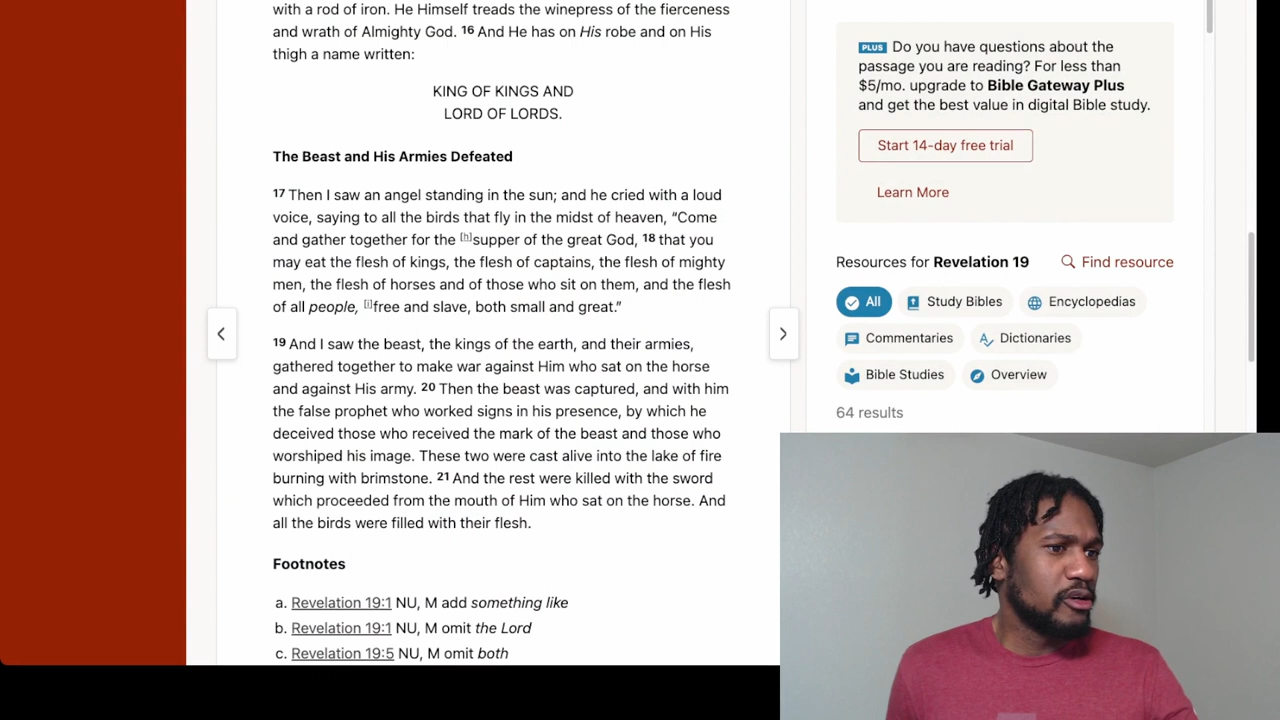 with a rod of iron. He Himself treads the winepress of the fierceness
and wrath of Almighty God. 16 And He has on His robe and on His
thigh a name written:
KING OF KINGS AND
LORD OF LORDS.
The Beast and His Armies Defeated
17 Then I saw an angel standing in the sun; and he cried with a loud
voice, saying to all the birds that fly in the midst of heaven, “Come
and gather together for the [h]supper of the great God, 18 that you
may eat the flesh of kings, the flesh of captains, the flesh of mighty
men, the flesh of horses and of those who sit on them, and the flesh
of all people, [i]free and slave, both small and great.”
19 And I saw the beast, the kings of the earth, and their armies,
gathered together to make war against Him who sat on the horse
and against His army. 20 Then the beast was captured, and with him
the false prophet who worked signs in his presence, by which he
deceived those who received the mark of the beast and those who
worshiped his image. These two were cast alive into the lake of fire
burning with brimstone. 21 And the rest were killed with the sword
which proceeded from the mouth of Him who sat on the horse. And
all the birds were filled with their flesh.
Footnotes
a. Revelation 19:1 NU, M add something like
b. Revelation 19:1 NU, M omit the Lord
c. Revelation 19:5 NU, M omit both
PLUS Do you have questions about the
passage you are reading? For less than
$5/mo. upgrade to Bible Gateway Plus
and get the best value in digital Bible study.
Start 14-day free trial
Learn More
Resources for Revelation 19 Find resource
All Study Bibles Encyclopedias
Commentaries Dictionaries
Bible Studies Overview
64 results